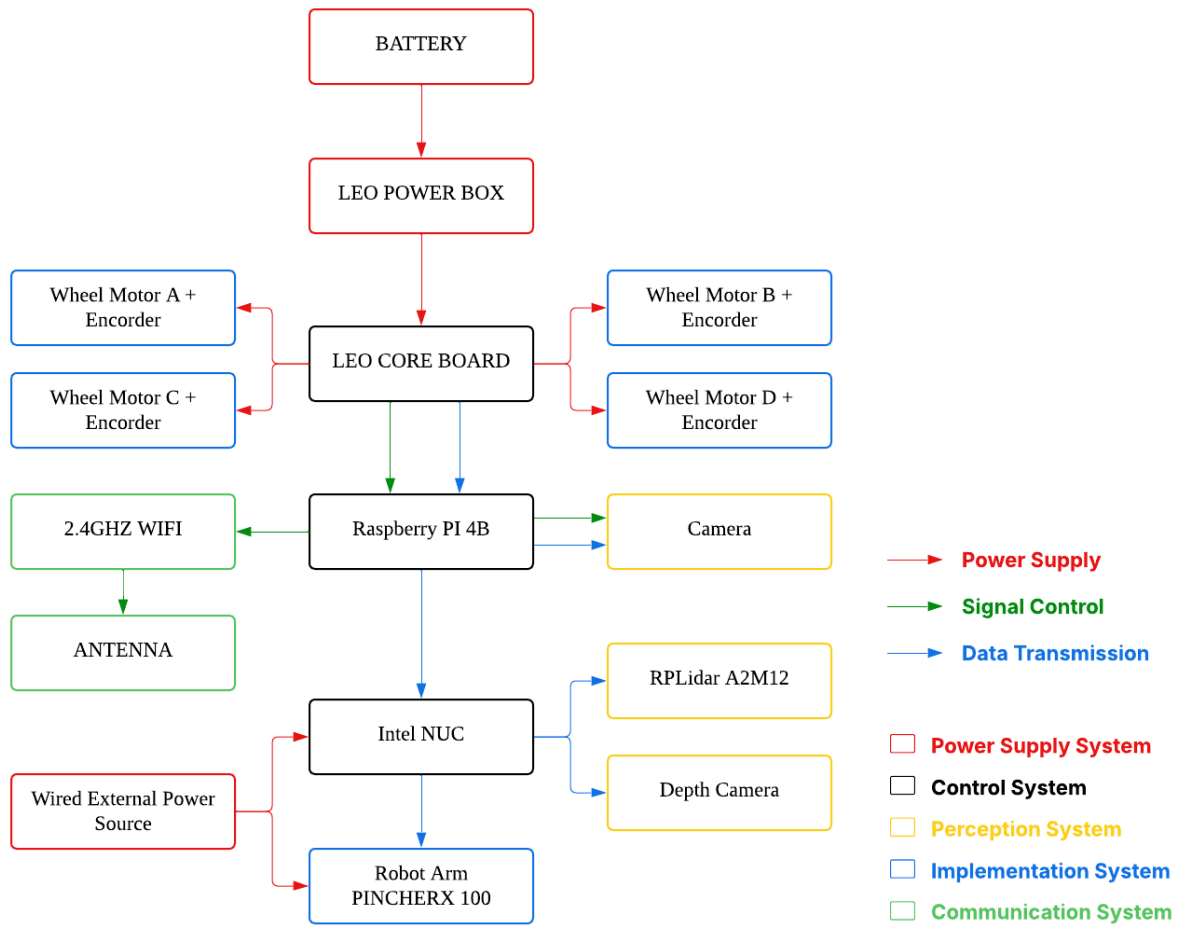 BATTERY
LEO POWER BOX
Wheel Motor A +
Encorder
Wheel Motor B +
Encorder
LEO CORE BOARD
Wheel Motor C +
Encorder
Wheel Motor D +
Encorder
2.4GHZ WIFI
Raspberry PI 4B
Camera
ANTENNA
RPLidar A2M12
Intel NUC
Depth Camera
Wired External Power
Source
Robot Arm
PINCHERX 100
Power Supply
Signal Control
Data Transmission
Power Supply System
Control System
Perception System
Implementation System
Communication System